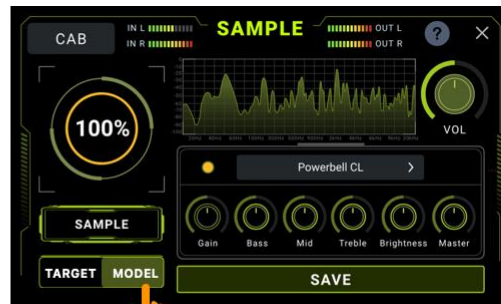 CAB
IN L
IN R
SAMPLE
OUT L
OUT R
?
100%
VOL
Powerbell CL
SAMPLE
Gain
Bass
Mid
Treble
Brightness
Master
TARGET
MODEL
SAVE